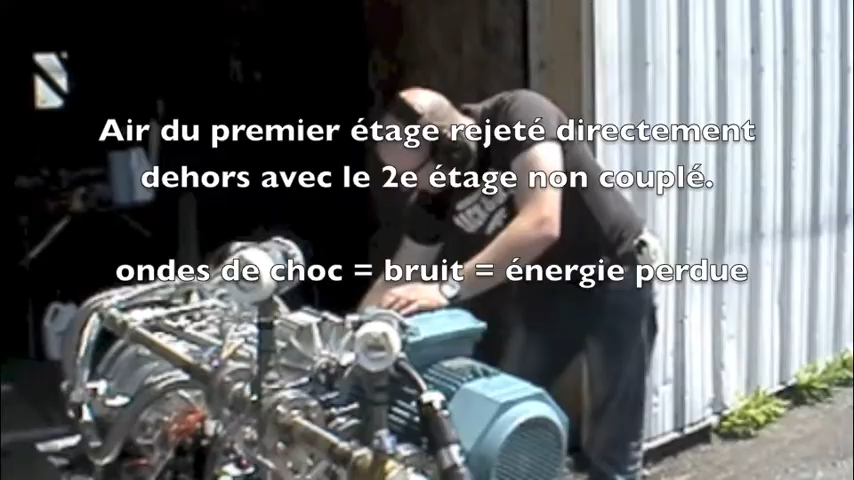 Air du premier étage rejeté directement
dehors avec le 2e étage non couplé.
ondes de choc = bruit = énergie perdue